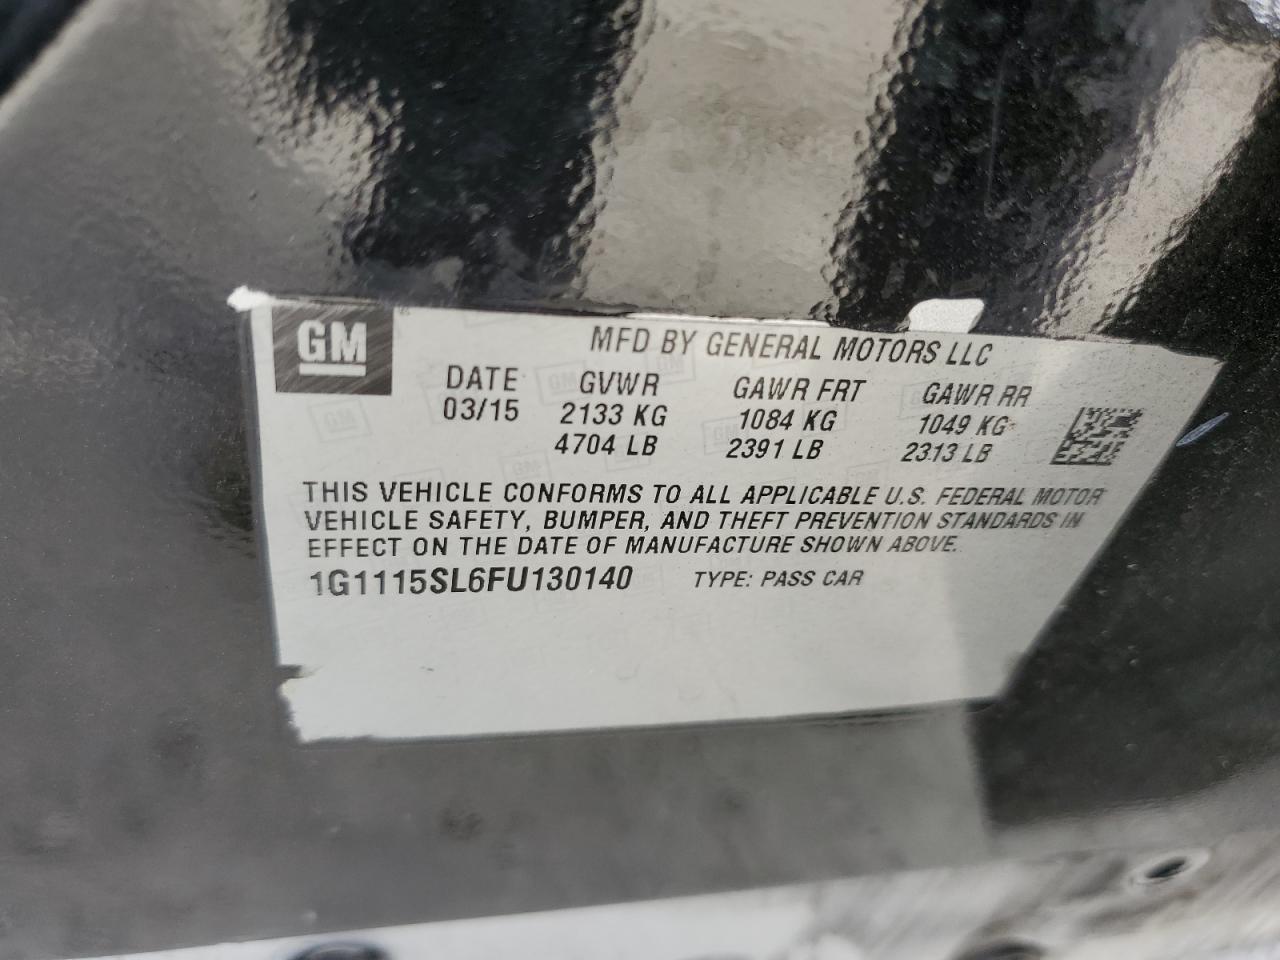 GM
MFD BY GENERAL MOTORS LLC
DATE GVWR GAWR FRT GAWR RR
03/15 2133 KG 1084 KG 1049 KG
4704 LB 2391 LB 2313 LB
THIS VEHICLE CONFORMS TO ALL APPLICABLE U.S. FEDERAL MOTOR
VEHICLE SAFETY, BUMPER, AND THEFT PREVENTION STANDARDS IN
EFFECT ON THE DATE OF MANUFACTURE SHOWN ABOVE.
1G1115SL6FU130140 TYPE: PASS CAR